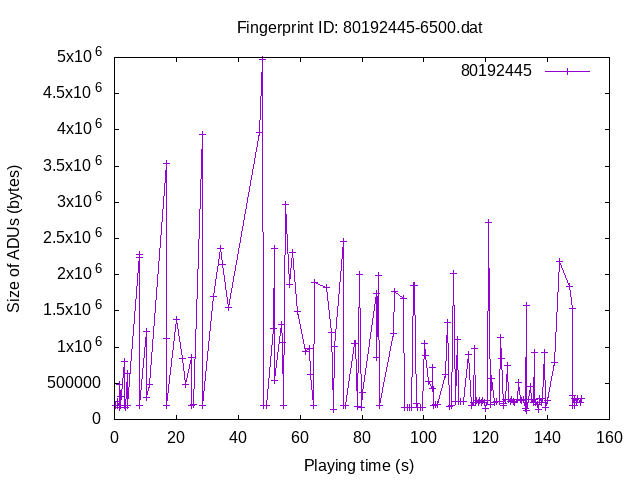 Fingerprint ID: 80192445-6500.dat
80192445
5x10^6
4.5x10^6
4x10^6
3.5x10^6
3x10^6
2.5x10^6
2x10^6
1.5x10^6
1x10^6
500000
0
Size of ADUs (bytes)
0 20 40 60 80 100 120 140 160
Playing time (s)